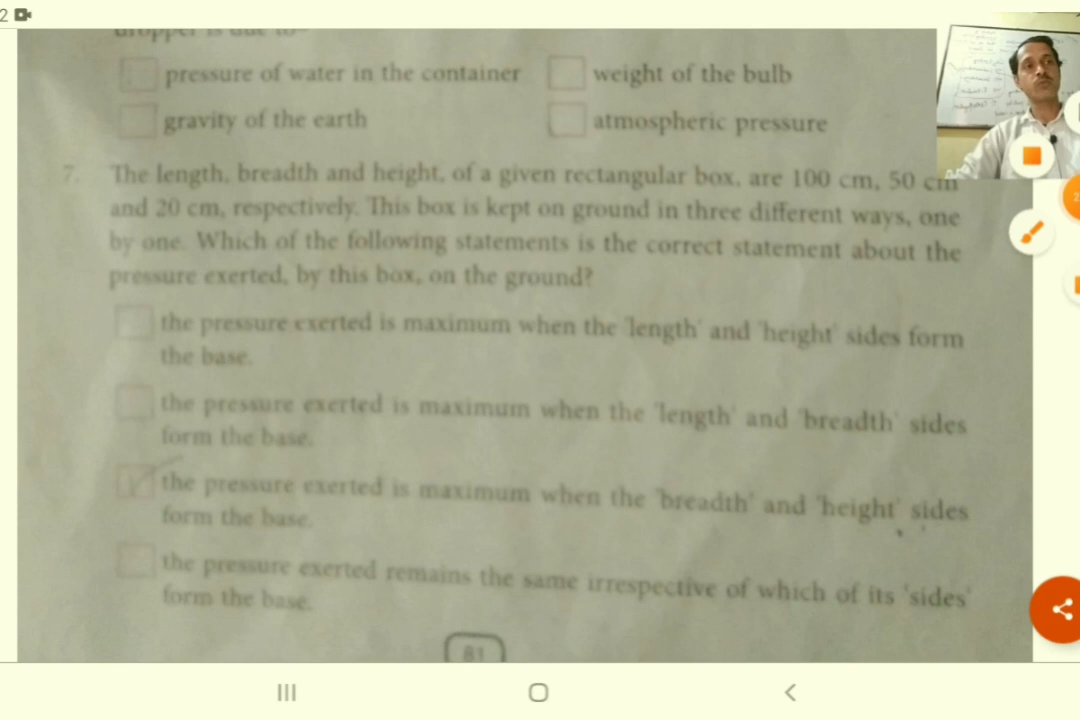 2
dropper is due to-
pressure of water in the container
weight of the bulb
gravity of the earth
atmospheric pressure
7. The length, breadth and height, of a given rectangular box, are 100 cm, 50 cm
and 20 cm, respectively. This box is kept on ground in three different ways, one
by one. Which of the following statements is the correct statement about the
pressure exerted, by this box, on the ground?
the pressure exerted is maximum when the 'length' and 'height' sides form
the base.
the pressure exerted is maximum when the 'length' and 'breadth' sides
form the base.
the pressure exerted is maximum when the 'breadth' and 'height' sides
form the base.
the pressure exerted remains the same irrespective of which of its 'sides'
form the base.
81